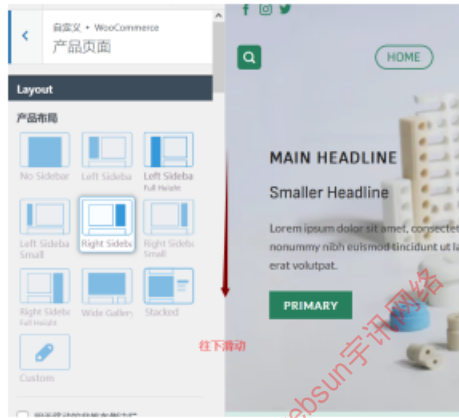 自定义 • WooCommerce
产品页面
Layout
产品布局
No Sidebar
Left Sideba
Left Sideba
Full Height
Left Sideba
Small
Right Sideb
Right Sideb
Small
Right Sideb
Full Height
Wide Galler
Stacked
Custom
HOME
MAIN HEADLINE
Smaller Headline
Lorem ipsum dolor sit amet, consectet
nonummy nibh euismod tincidunt ut la
erat volutpat.
PRIMARY
往下滑动
ebsun宇讯网络